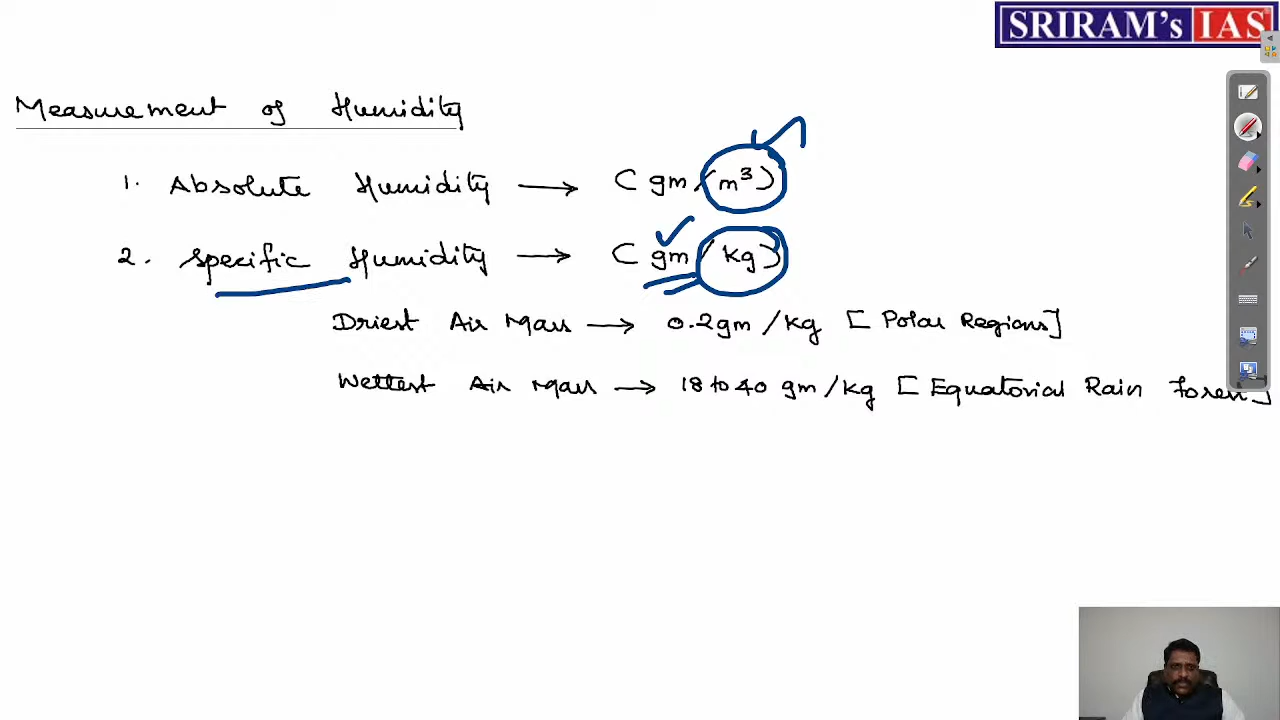 SRIRAM's IAS
Measurement of Humidity
1. Absolute Humidity → (gm/m³)
2. Specific Humidity → (gm/kg)
Driest Air Mass → 0.2gm/kg [Polar Regions]
Wettest Air Mass → 18 to 40 gm/kg [Equatorial Rain Forest]